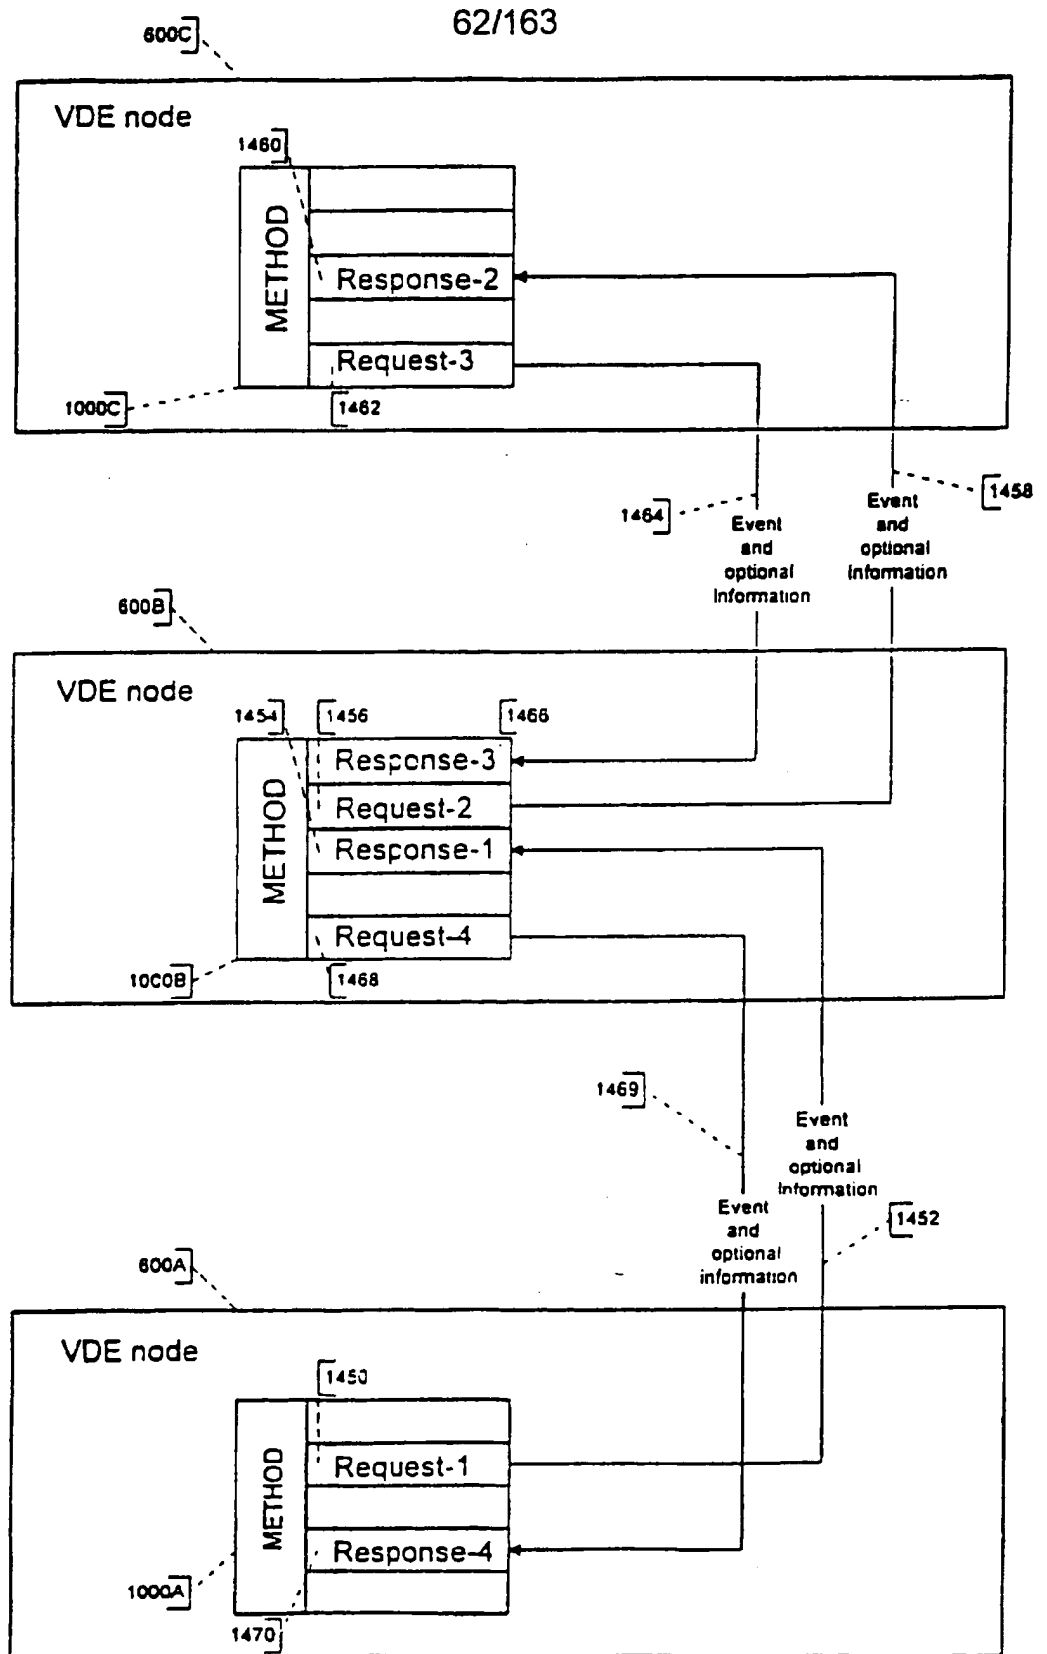 62/163
600C
VDE node
1460
METHOD
Response-2
Request-3
1000C
1462
1464
1458
Event
and
optional
Information
Event
and
optional
Information
600B
VDE node
1454
1456
1466
METHOD
Response-3
Request-2
Response-1
Request-4
1000B
1468
1469
Event
and
optional
Information
Event
and
optional
information
1452
600A
VDE node
1450
METHOD
Request-1
Response-4
1000A
1470